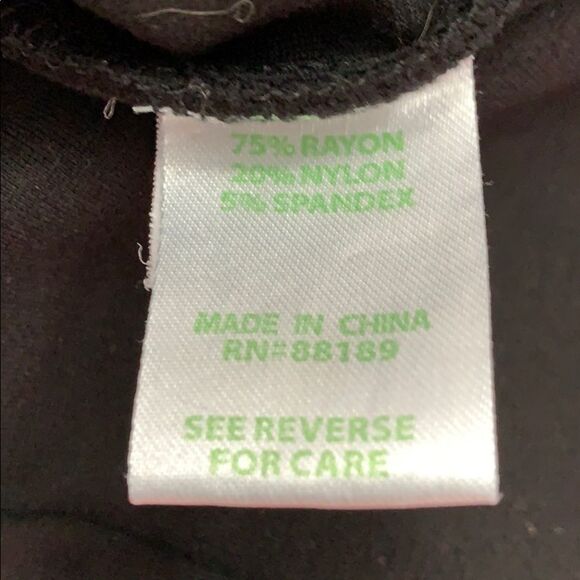 75% RAYON
20% NYLON
5% SPANDEX
MADE IN CHINA
RN#88189
SEE REVERSE
FOR CARE